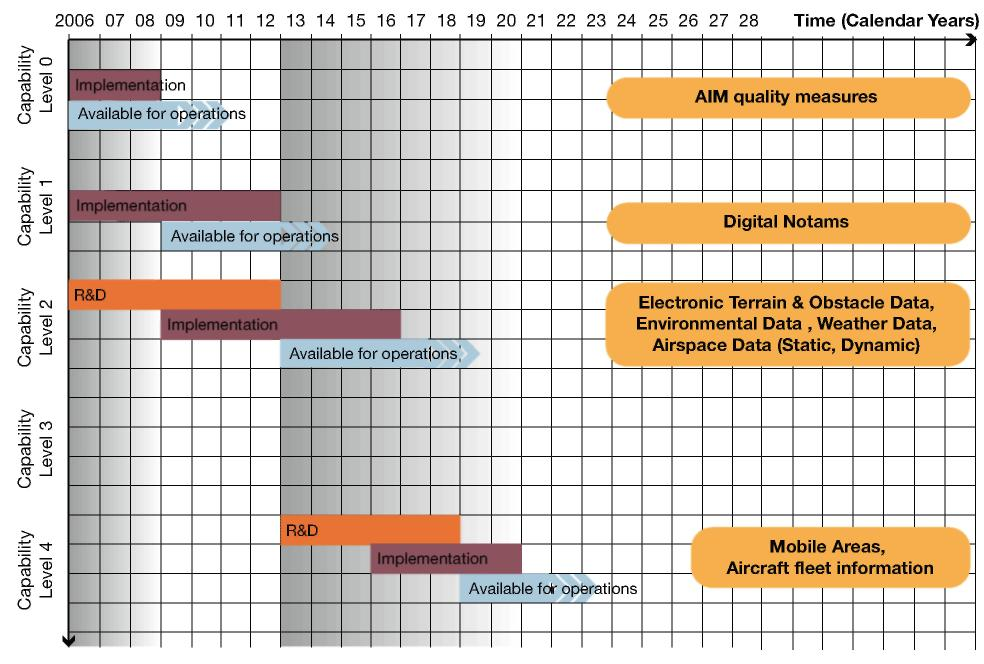 2006 07 08 09 10 11 12 13 14 15 16 17 18 19 20 21 22 23 24 25 26 27 28 Time (Calendar Years)
Capability
Level 0
Implementation
Available for operations
AIM quality measures
Capability
Level 1
Implementation
Available for operations
Digital Notams
Capability
Level 2
R&D
Implementation
Available for operations
Electronic Terrain & Obstacle Data,
Environmental Data , Weather Data,
Airspace Data (Static, Dynamic)
Capability
Level 3
Capability
Level 4
R&D
Implementation
Available for operations
Mobile Areas,
Aircraft fleet information